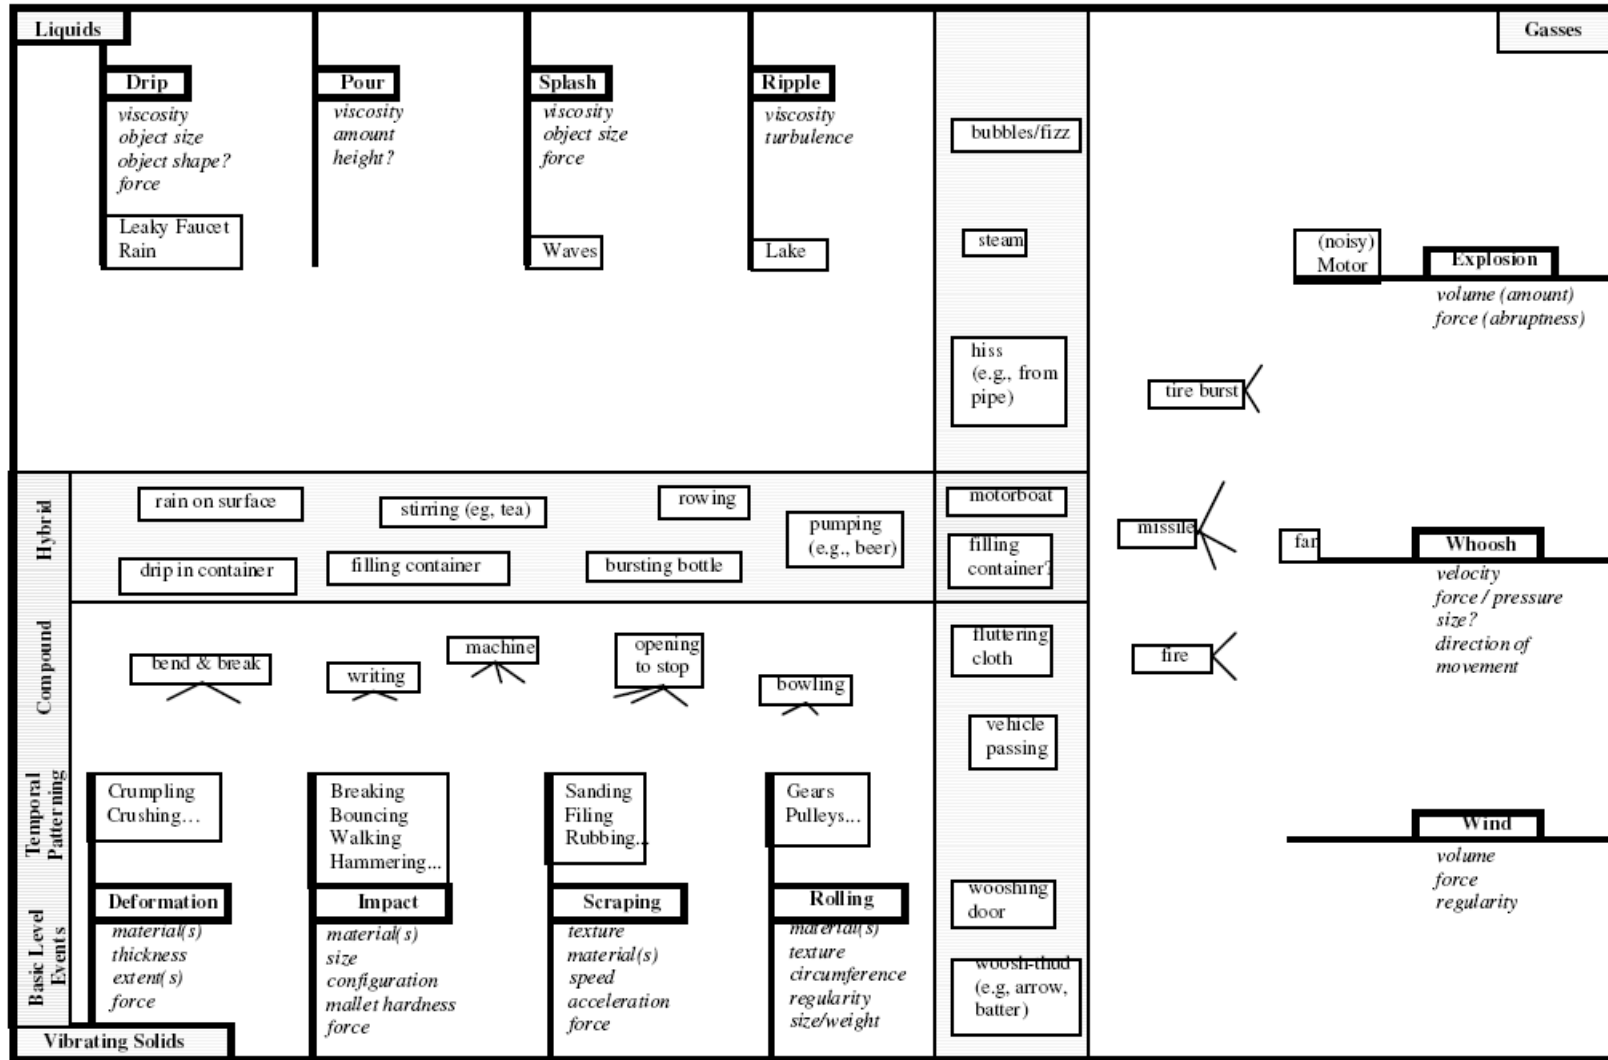 Liquids
Gasses
Drip
viscosity
object size
object shape?
force
Leaky Faucet
Rain
Pour
viscosity
amount
height?
Splash
viscosity
object size
force
Waves
Ripple
viscosity
turbulence
Lake
bubbles/fizz
steam
hiss
(e.g., from
pipe)
(noisy)
Motor
Explosion
volume (amount)
force (abruptness)
tire burst
Hybrid
rain on surface
stirring (eg, tea)
rowing
pumping
(e.g., beer)
drip in container
filling container
bursting bottle
motorboat
filling
container?
missile
fan
Whoosh
velocity
force / pressure
size?
direction of
movement
Compound
bend & break
writing
machine
opening
to stop
bowling
fluttering
cloth
fire
vehicle
passing
Temporal
Patterning
Crumpling
Crushing...
Breaking
Bouncing
Walking
Hammering...
Sanding
Filing
Rubbing...
Gears
Pulleys...
Wind
volume
force
regularity
Basic Level
Events
Deformation
material(s)
thickness
extent(s)
force
Impact
material(s)
size
configuration
mallet hardness
force
Scraping
texture
material(s)
speed
acceleration
force
Rolling
material(s)
texture
circumference
regularity
size/weight
wooshing
door
woosh-thud
(e.g, arrow,
batter)
Vibrating Solids